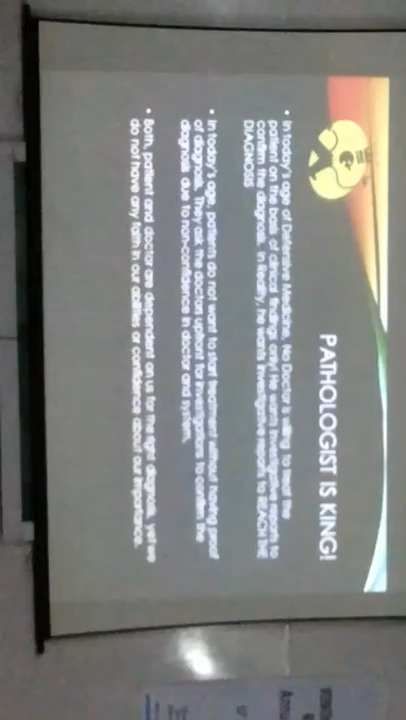 PATHOLOGIST IS KING!
• In today's age of Defensive Medicine, No Doctor is willing to treat the
patient on the basis of clinical findings only! He wants investigative reports to
confirm the diagnosis. In Reality, he wants investigative reports to REACH THE
DIAGNOSIS
• In today's age, patients do not want to start treatment without having proof
of diagnosis. They ask the doctors upfront for investigations to confirm the
diagnosis due to non-confidence in doctor and system.
• Both, patient and doctor are dependent on us for the right diagnosis, yet we
do not have any faith in our abilities or confidence about our importance.